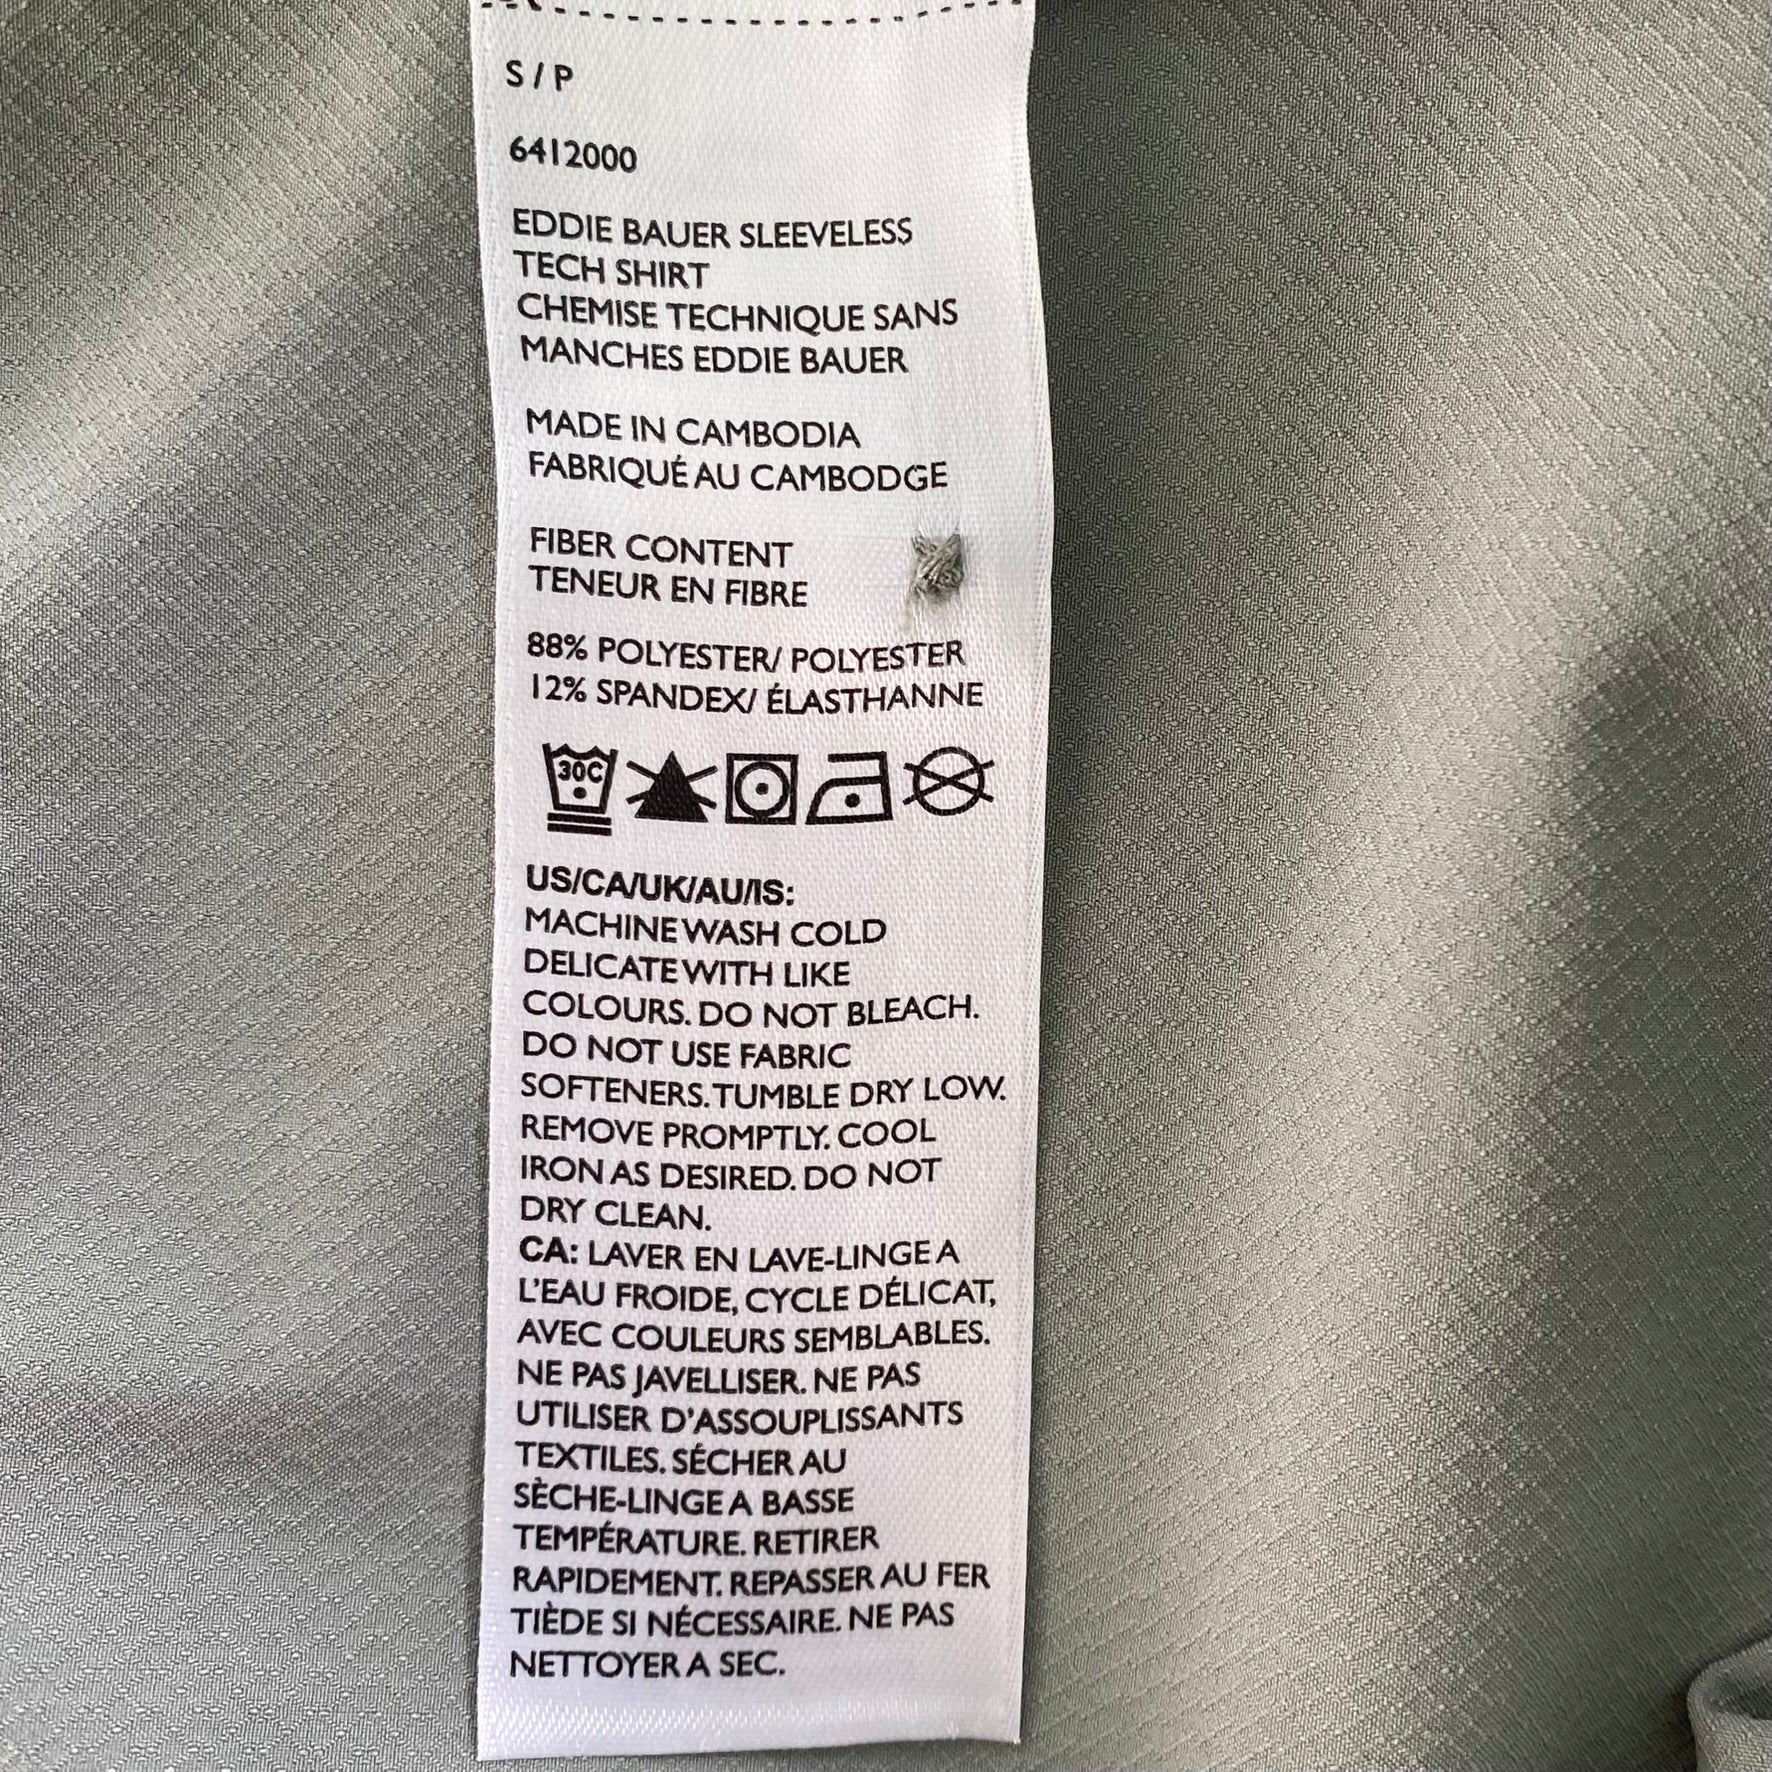 S / P
6412000
EDDIE BAUER SLEEVELESS
TECH SHIRT
CHEMISE TECHNIQUE SANS
MANCHES EDDIE BAUER
MADE IN CAMBODIA
FABRIQUÉ AU CAMBODGE
FIBER CONTENT
TENEUR EN FIBRE
88% POLYESTER/ POLYESTER
12% SPANDEX/ ÉLASTHANNE
30C
US/CA/UK/AU/IS:
MACHINE WASH COLD
DELICATE WITH LIKE
COLOURS. DO NOT BLEACH.
DO NOT USE FABRIC
SOFTENERS. TUMBLE DRY LOW.
REMOVE PROMPTLY. COOL
IRON AS DESIRED. DO NOT
DRY CLEAN.
CA: LAVER EN LAVE-LINGE A
L'EAU FROIDE, CYCLE DÉLICAT,
AVEC COULEURS SEMBLABLES.
NE PAS JAVELLISER. NE PAS
UTILISER D'ASSOUPLISSANTS
TEXTILES. SÉCHER AU
SÈCHE-LINGE A BASSE
TEMPÉRATURE. RETIRER
RAPIDEMENT. REPASSER AU FER
TIÈDE SI NÉCESSAIRE. NE PAS
NETTOYER A SEC.